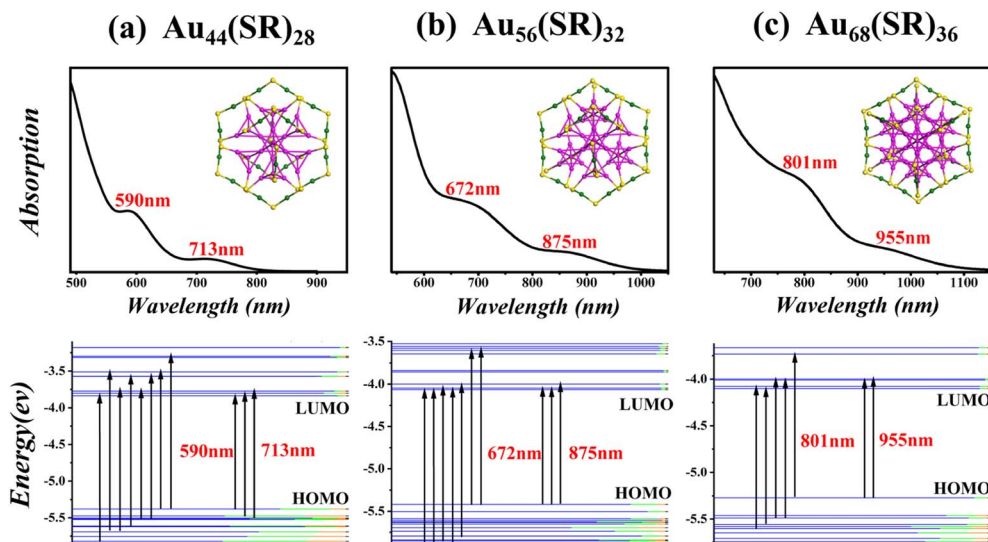 (a) Au44(SR)28
(b) Au56(SR)32
(c) Au68(SR)36
Absorption
590nm
713nm
500 600 700 800 900
Wavelength (nm)
672nm
875nm
600 700 800 900 1000
Wavelength (nm)
801nm
955nm
700 800 900 1000 1100
Wavelength (nm)
Energy(ev)
-3.5
-4.0
-5.0
-5.5
LUMO
590nm
713nm
HOMO
-3.5
-4.0
-4.5
-5.0
-5.5
LUMO
672nm
875nm
HOMO
-3.5
-4.0
-4.5
-5.0
-5.5
LUMO
801nm
955nm
HOMO